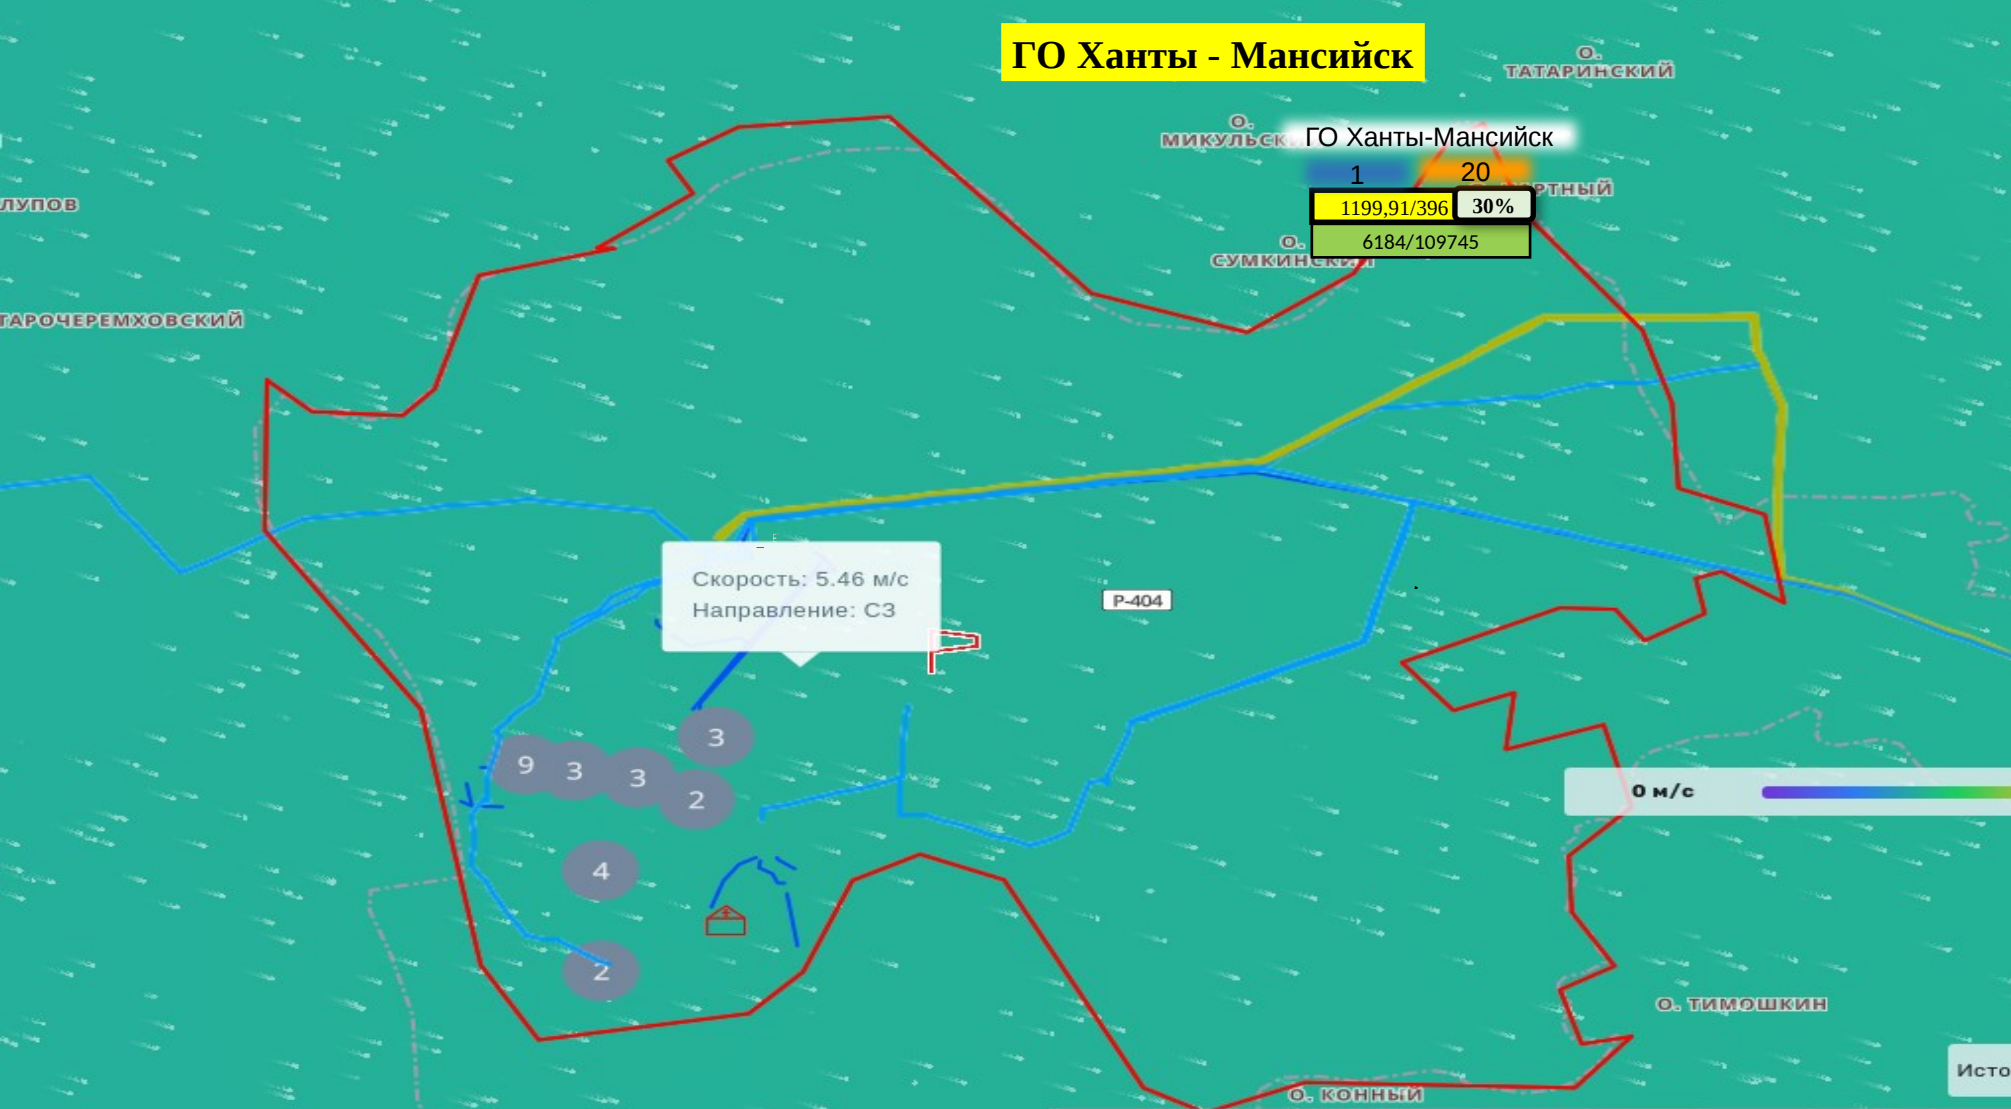 ГО Ханты - Мансийск
О.
ТАТАРИНСКИЙ
О.
ГО Ханты-Мансийск
1
20
1199,91/396
30%
6184/109745
О.
СУМКИНСКИЙ
ТАРОЧЕРЕМХОВСКИЙ
ЛУПОВ
Скорость: 5.46 м/с
Направление: СЗ
Р-404
3
9
3
3
2
4
2
0 м/с
О. ТИМОШКИН
Исто
О. КОННЫЙ